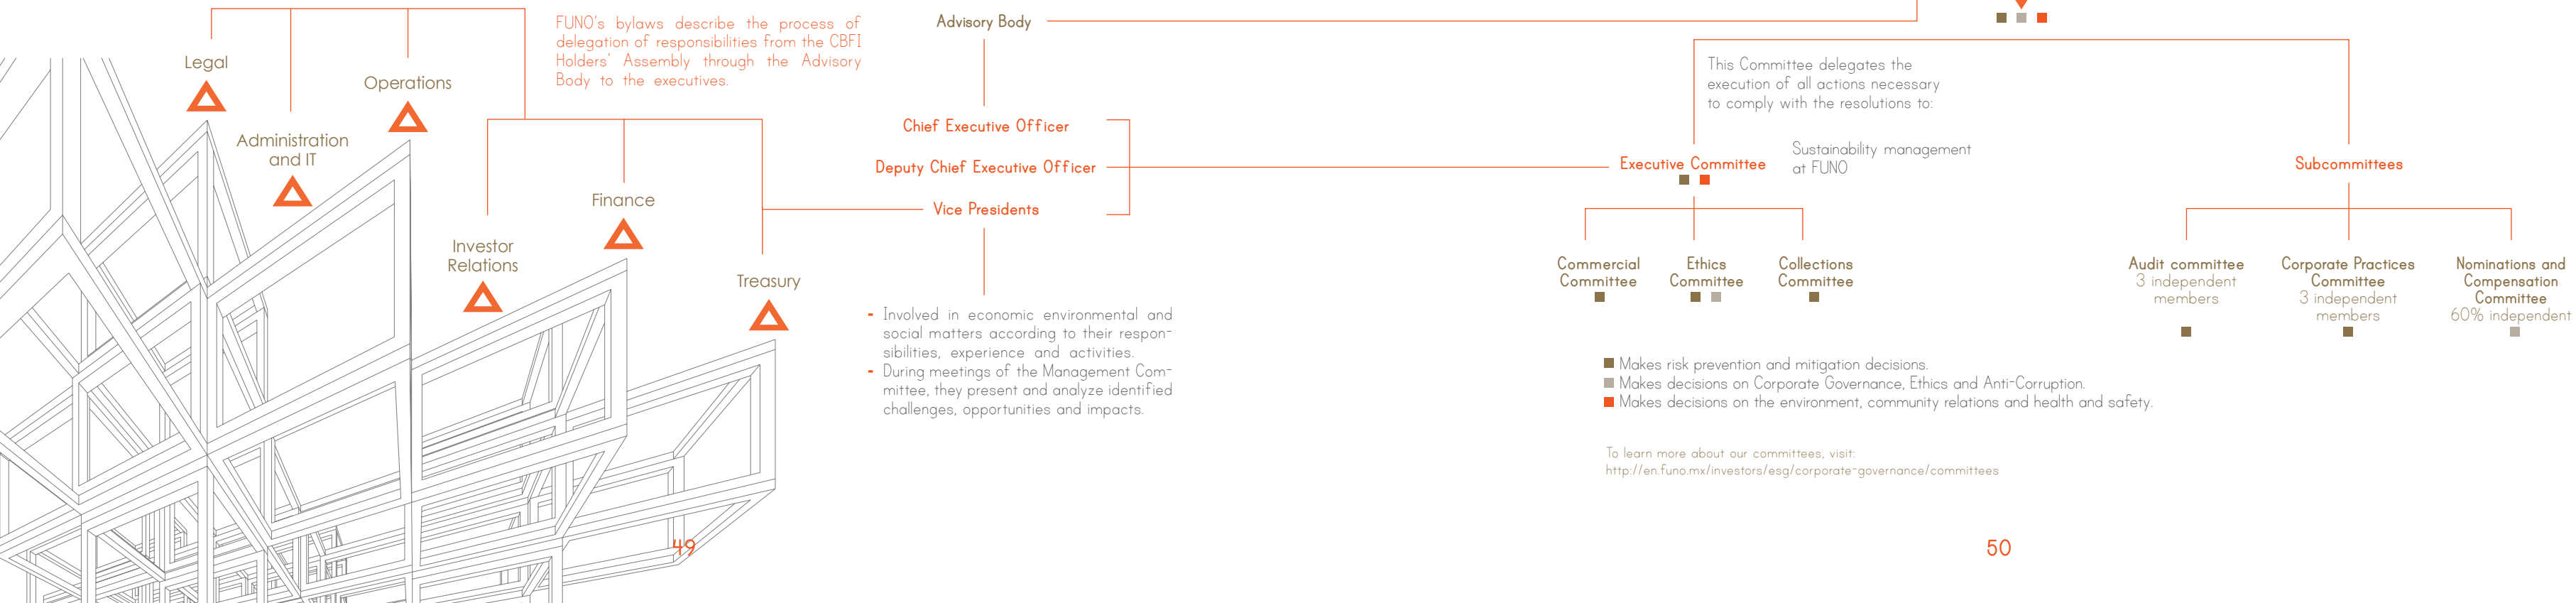 Legal
Operations
Administration
and IT
Finance
Investor
Relations
Treasury
FUNO's bylaws describe the process of
delegation of responsibilities from the CBFI
Holders' Assembly through the Advisory
Body to the executives.
Advisory Body
Chief Executive Officer
Deputy Chief Executive Officer
Vice Presidents
- Involved in economic environmental and
social matters according to their respon-
sibilities, experience and activities.
- During meetings of the Management Com-
mittee, they present and analyze identified
challenges, opportunities and impacts.
49
This Committee delegates the
execution of all actions necessary
to comply with the resolutions to:
Executive Committee
Sustainability management
at FUNO
Subcommittees
Commercial
Committee
Ethics
Committee
Collections
Committee
Audit committee
3 independent
members
Corporate Practices
Committee
3 independent
members
Nominations and
Compensation
Committee
60% independent
Makes risk prevention and mitigation decisions.
Makes decisions on Corporate Governance, Ethics and Anti-Corruption.
Makes decisions on the environment, community relations and health and safety.
To learn more about our committees, visit:
http://en.funo.mx/investors/esg/corporate-governance/committees
50